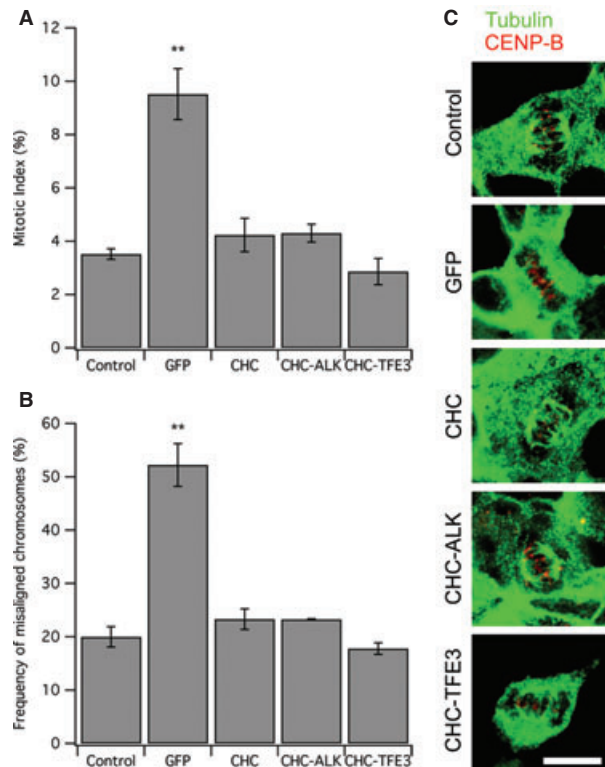 A
Mitotic Index (%)
12
10
8
6
4
2
0
**
Control GFP CHC CHC-ALK CHC-TFE3
B
Frequency of misaligned chromosomes (%)
60
50
40
30
20
10
0
**
Control GFP CHC CHC-ALK CHC-TFE3
C
Tubulin
CENP-B
Control
GFP
CHC
CHC-ALK
CHC-TFE3